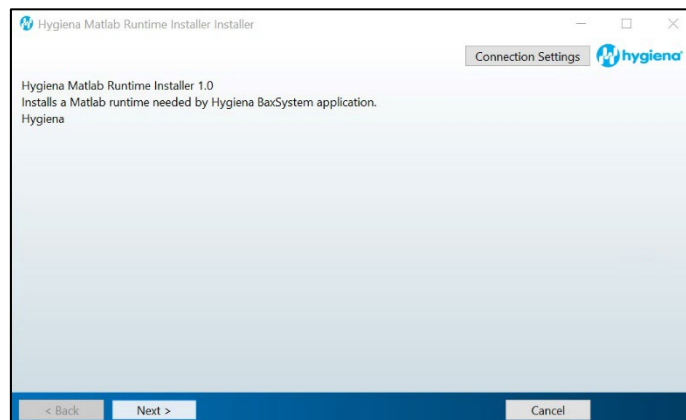 Hygiena Matlab Runtime Installer Installer
Connection Settings
hygiena
Hygiena Matlab Runtime Installer 1.0
Installs a Matlab runtime needed by Hygiena BaxSystem application.
Hygiena
< Back
Next >
Cancel